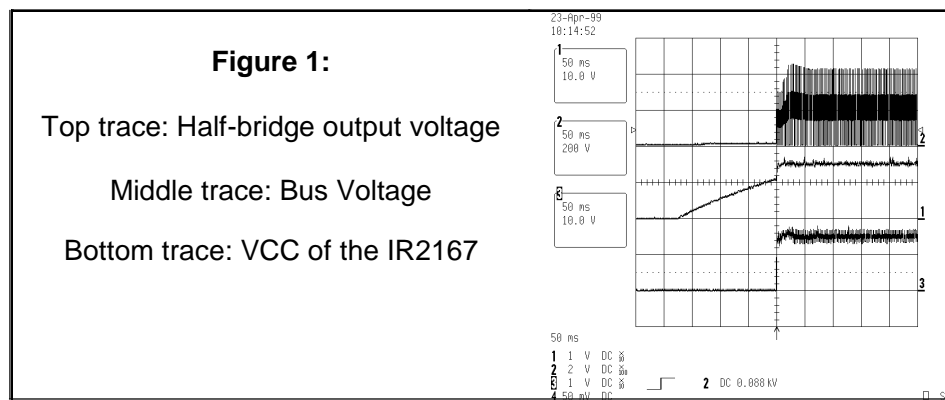 Figure 1:
Top trace: Half-bridge output voltage
Middle trace: Bus Voltage
Bottom trace: VCC of the IR2167
23-Apr-99
10:14:52
1
50 ms
10.0 V
2
50 ms
200 V
3
50 ms
10.0 V
2
1
3
50 ms
1 1 V DC
2 2 V DC
3 1 V DC
4 50 mV DC
2 DC 0.088 kV